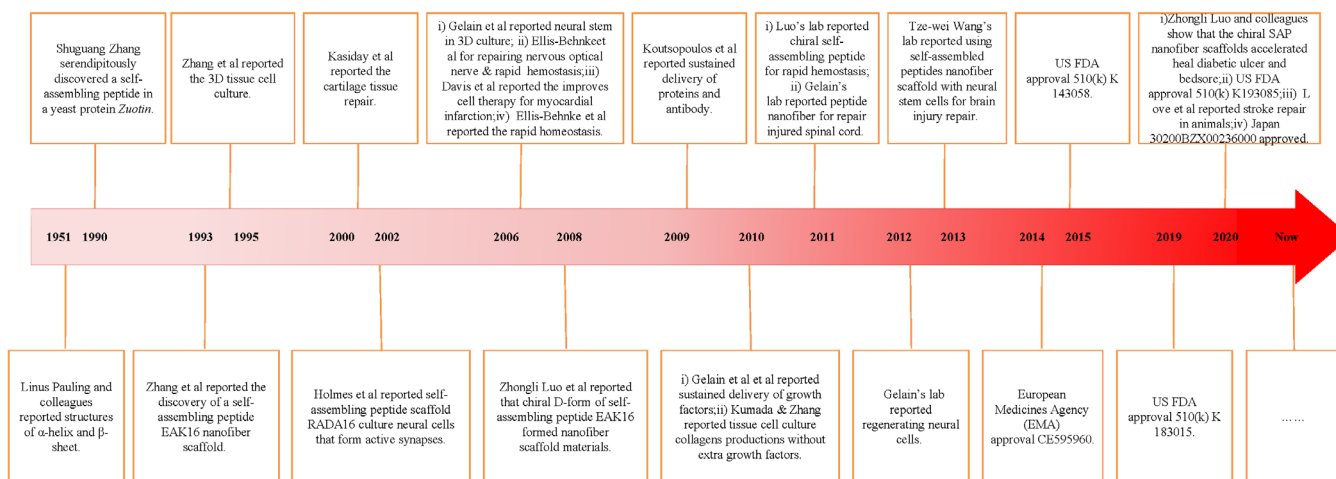 Shuguang Zhang
serendipitously
discovered a self-
assembling peptide
in a yeast protein Zuotin.
Zhang et al reported
the 3D tissue cell
culture.
Kasiday et al
reported the
cartilage tissue
repair.
i) Gelain et al reported neural stem
in 3D culture; ii) Ellis-Behnkeet
al for repairing nervous optical
nerve & rapid hemostasis;iii)
Davis et al reported the improves
cell therapy for myocardial
infarction;iv) Ellis-Behnke et al
reported the rapid homeostasis.
Koutsopoulos et al
reported sustained
delivery of
proteins and
antibody.
i) Luo's lab reported
chiral self-
assembling peptide
for rapid hemostasis;
ii) Gelain's
lab reported peptide
nanofiber for repair
injured spinal cord.
Tze-wei Wang's
lab reported using
self-assembled
peptides nanofiber
scaffold with neural
stem cells for brain
injury repair.
US FDA
approval 510(k) K
143058.
i)Zhongli Luo and colleagues
show that the chiral SAP
nanofiber scaffolds accelerated
heal diabetic ulcer and
bedsore;ii) US FDA
approval 510(k) K193085;iii) L
ove et al reported stroke repair
in animals;iv) Japan
30200BZX00236000 approved.
1951 1990 1993 1995 2000 2002 2006 2008 2009 2010 2011 2012 2013 2014 2015 2019 2020 Now
Linus Pauling and
colleagues
reported structures
of α-helix and β-
sheet.
Zhang et al reported the
discovery of a self-
assembling peptide
EAK16 nanofiber
scaffold.
Holmes et al reported self-
assembling peptide scaffold
RADA16 culture neural cells
that form active synapses.
Zhongli Luo et al reported
that chiral D-form of
self-assembling peptide EAK16
formed nanofiber
scaffold materials.
i) Gelain et al et al reported
sustained delivery of growth
factors;ii) Kumada & Zhang
reported tissue cell culture
collagens productions without
extra growth factors.
Gelain's lab
reported
regenerating neural
cells.
European
Medicines Agency
(EMA)
approval CE595960.
US FDA
approval 510(k) K
183015.
... ...